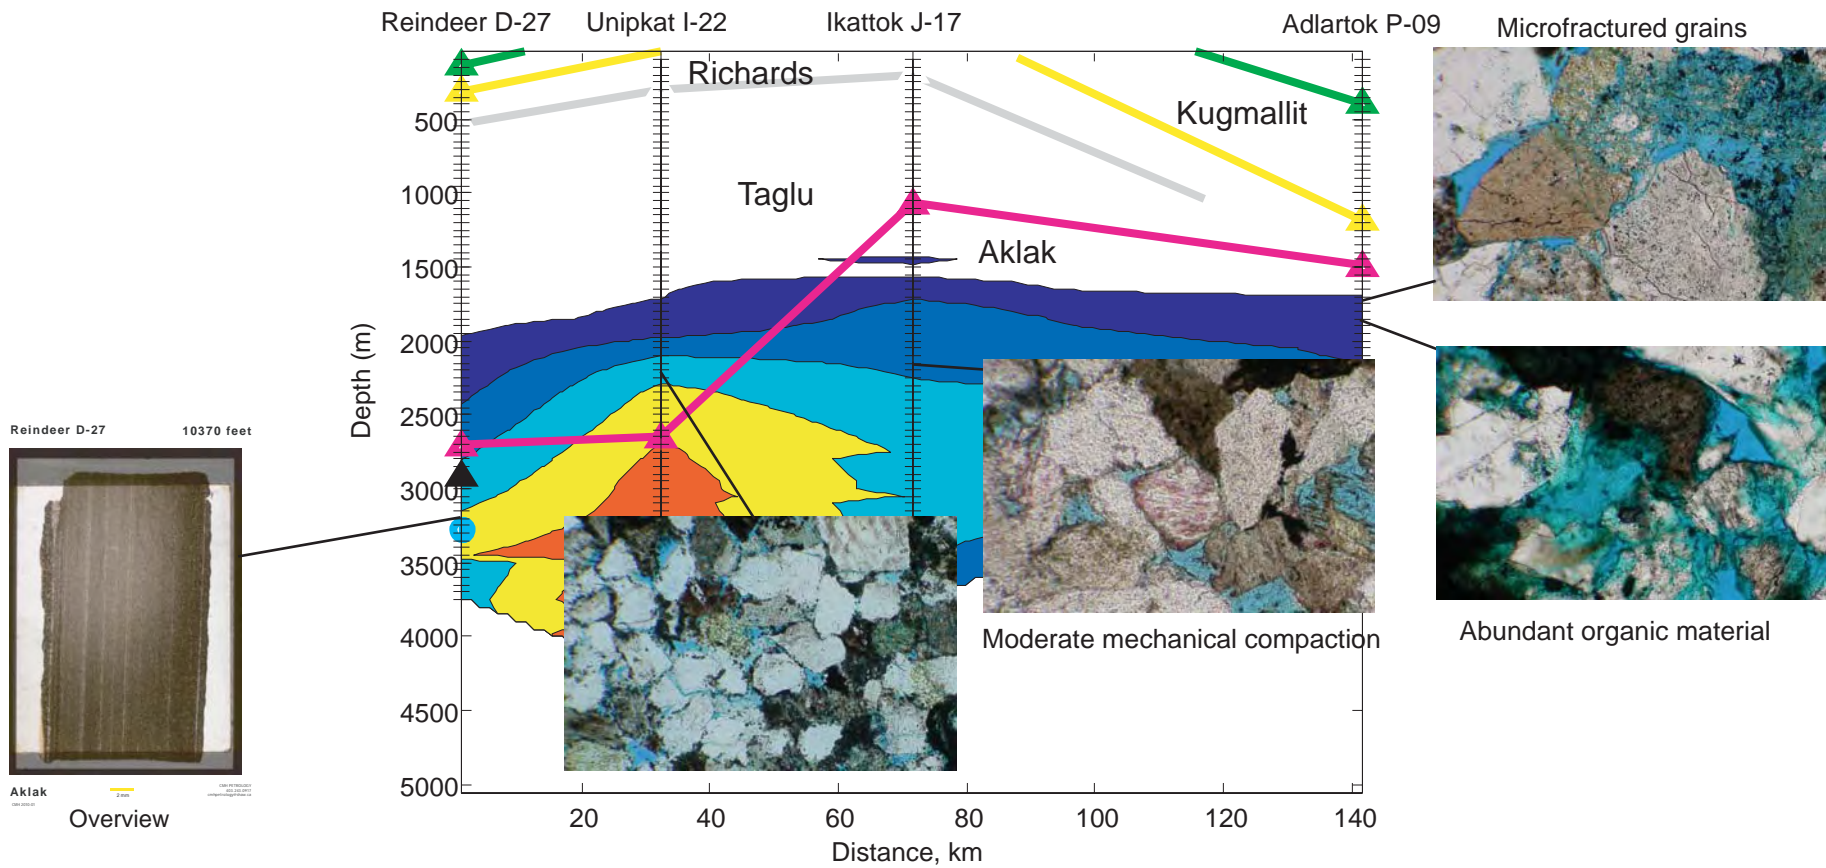 Reindeer D-27
Unipkat I-22
Ikattok J-17
Adlartok P-09
Microfractured grains
Richards
Kugmallit
Taglu
Aklak
500
1000
1500
2000
2500
3000
3500
4000
4500
5000
Depth (m)
Reindeer D-27 10370 feet
Moderate mechanical compaction
Abundant organic material
Aklak
2 mm
Overview
20 40 60 80 100 120 140
Distance, km